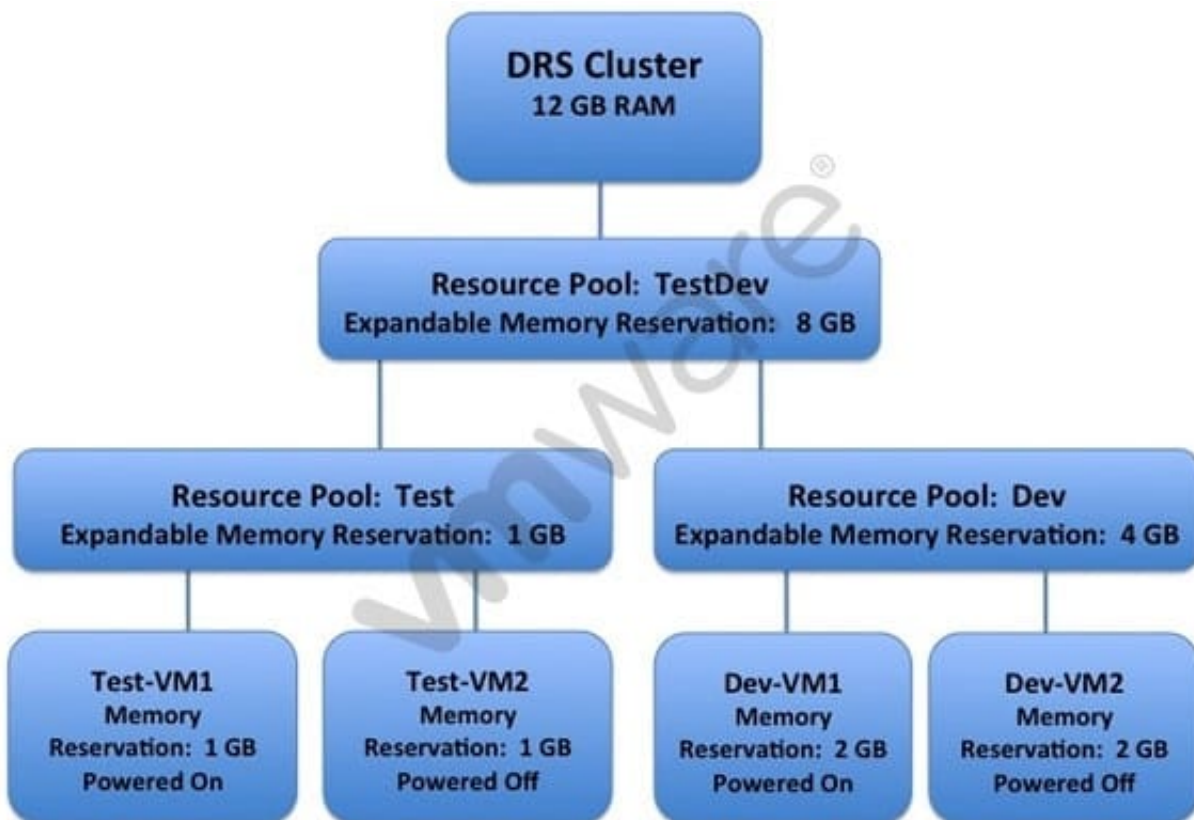 DRS Cluster
12 GB RAM
Resource Pool: TestDev
Expandable Memory Reservation: 8 GB
Resource Pool: Test
Expandable Memory Reservation: 1 GB
Resource Pool: Dev
Expandable Memory Reservation: 4 GB
Test-VM1
Memory
Reservation: 1 GB
Powered On
Test-VM2
Memory
Reservation: 1 GB
Powered Off
Dev-VM1
Memory
Reservation: 2 GB
Powered On
Dev-VM2
Memory
Reservation: 2 GB
Powered Off
vmware®